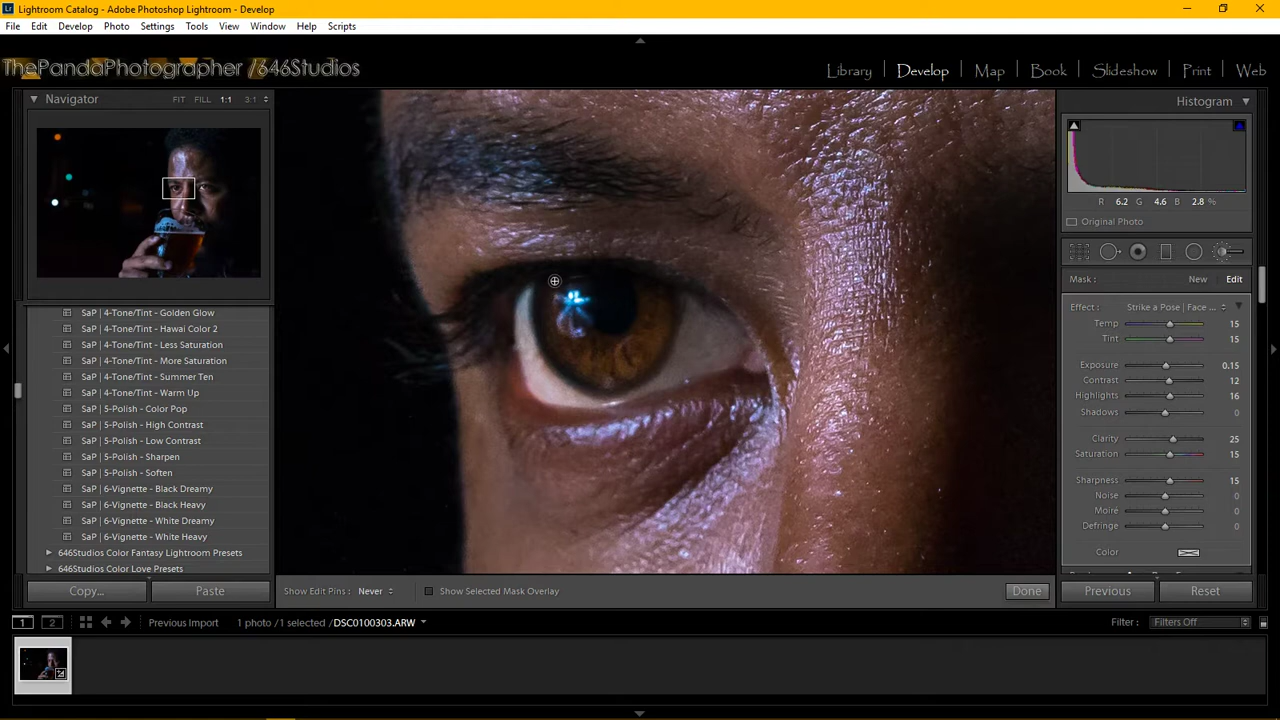 Lightroom Catalog - Adobe Photoshop Lightroom - Develop
File Edit Develop Photo Settings Tools View Window Help Scripts
ThePandaPhotographer /646Studios
Library Develop Map Book Slideshow Print Web
Navigator FIT FILL 1:1 3:1
Histogram
R 6.2 G 4.6 B 2.8 %
Original Photo
Mask : New Edit
Effect : Strike a Pose | Face ...
Temp 15
Tint 15
Exposure 0.15
Contrast 12
Highlights 16
Shadows 0
Clarity 25
Saturation 15
Sharpness 15
Noise 0
Moiré 0
Defringe 0
Color
SaP | 4-Tone/Tint - Golden Glow
SaP | 4-Tone/Tint - Hawai Color 2
SaP | 4-Tone/Tint - Less Saturation
SaP | 4-Tone/Tint - More Saturation
SaP | 4-Tone/Tint - Summer Ten
SaP | 4-Tone/Tint - Warm Up
SaP | 5-Polish - Color Pop
SaP | 5-Polish - High Contrast
SaP | 5-Polish - Low Contrast
SaP | 5-Polish - Sharpen
SaP | 5-Polish - Soften
SaP | 6-Vignette - Black Dreamy
SaP | 6-Vignette - Black Heavy
SaP | 6-Vignette - White Dreamy
SaP | 6-Vignette - White Heavy
646Studios Color Fantasy Lightroom Presets
646Studios Color Love Presets
Copy... Paste
Show Edit Pins : Never Show Selected Mask Overlay Done
Previous Reset
1 2 Previous Import 1 photo /1 selected /DSC0100303.ARW Filter : Filters Off